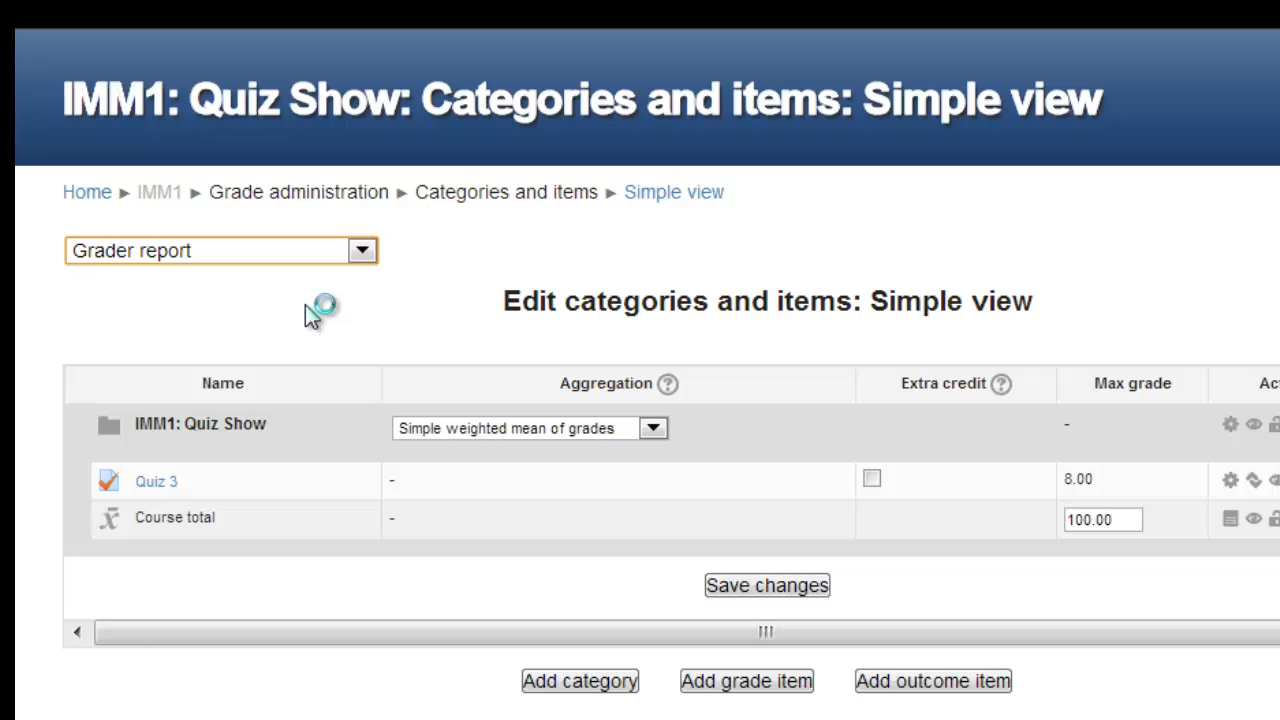 IMM1: Quiz Show: Categories and items: Simple view
Home ► IMM1 ► Grade administration ► Categories and items ► Simple view
Grader report
Edit categories and items: Simple view
Name Aggregation ? Extra credit ? Max grade
IMM1: Quiz Show Simple weighted mean of grades -
Quiz 3 - 8.00
Course total - 100.00
Save changes
Add category Add grade item Add outcome item